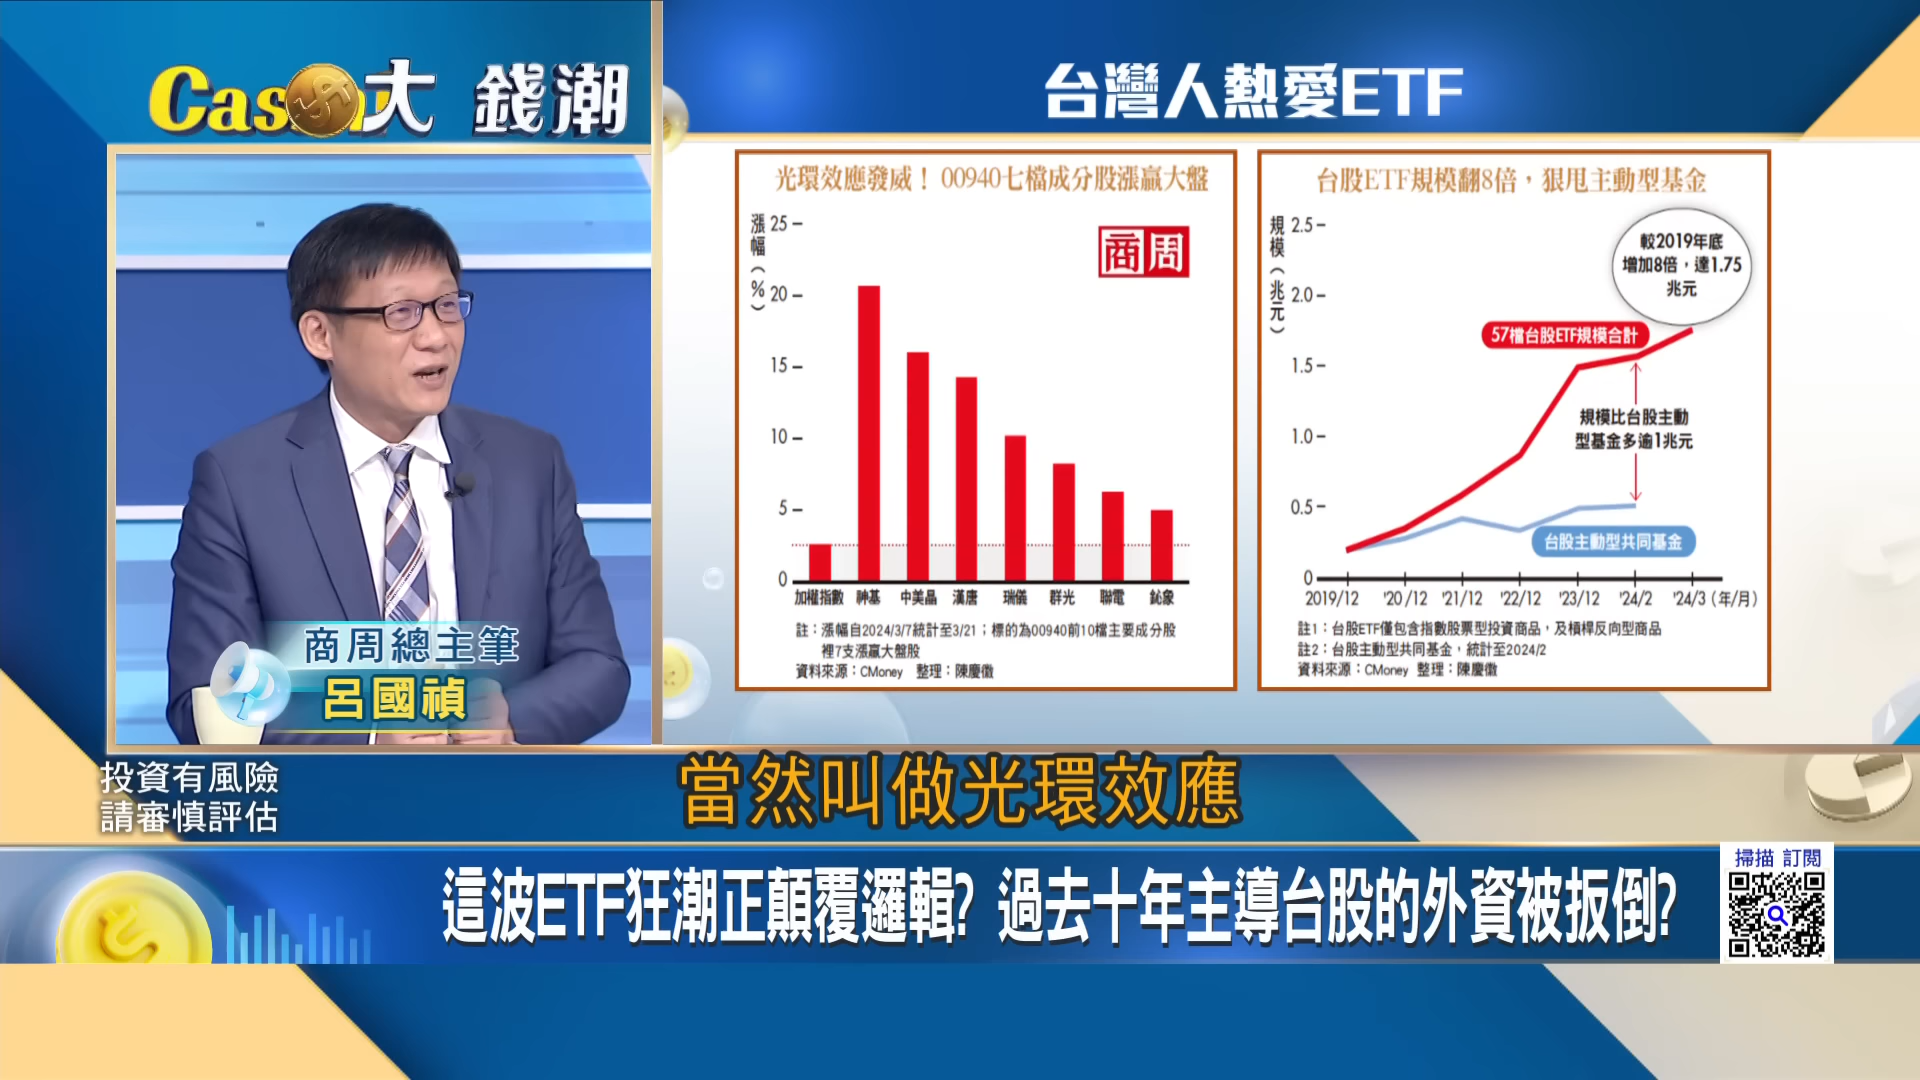 Cash大 錢潮
台灣人熱愛ETF
光環效應發威！ 00940七檔成分股漲贏大盤
漲幅（%）
25
20
15
10
5
0
商周
加權指數 神基 中美晶 漢唐 瑞儀 群光 聯電 鈊象
註：漲幅自2024/3/7統計至3/21；標的為00940前10檔主要成分股
裡7支漲贏大盤股
資料來源：CMoney 整理：陳慶徽
台股ETF規模翻8倍，狠甩主動型基金
規模（兆元）
2.5
2.0
1.5
1.0
0.5
0
較2019年底
增加8倍，達1.75
兆元
57檔台股ETF規模合計
規模比台股主動
型基金多逾1兆元
台股主動型共同基金
2019/12 '20/12 '21/12 '22/12 '23/12 '24/2 '24/3（年/月）
註1：台股ETF僅包含指數股票型投資商品，及槓桿反向型商品
註2：台股主動型共同基金，統計至2024/2
資料來源：CMoney 整理：陳慶徽
商周總主筆
呂國禎
投資有風險
請審慎評估
當然叫做光環效應
這波ETF狂潮正顛覆邏輯? 過去十年主導台股的外資被扳倒?
掃描 訂閱